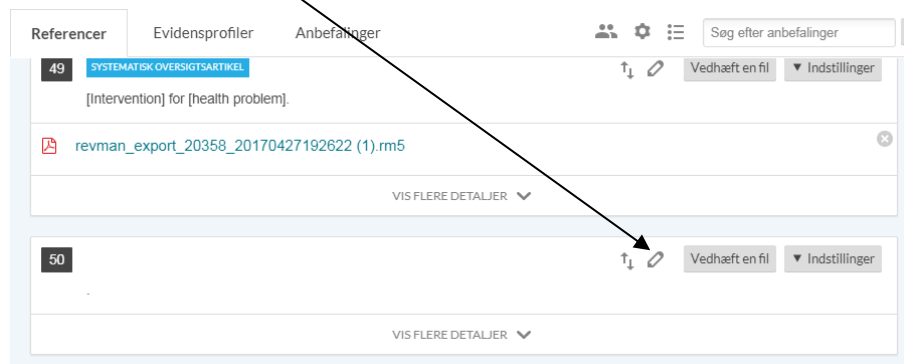 Referencer Evidensprofiler Anbefalinger Søg efter anbefalinger
49 SYSTEMATISK OVERSIGTSARTIKEL Vedhæft en fil ▼ Indstillinger
[Intervention] for [health problem].
revman_export_20358_20170427192622 (1).rm5
VIS FLERE DETALJER
50 Vedhæft en fil ▼ Indstillinger
.
VIS FLERE DETALJER